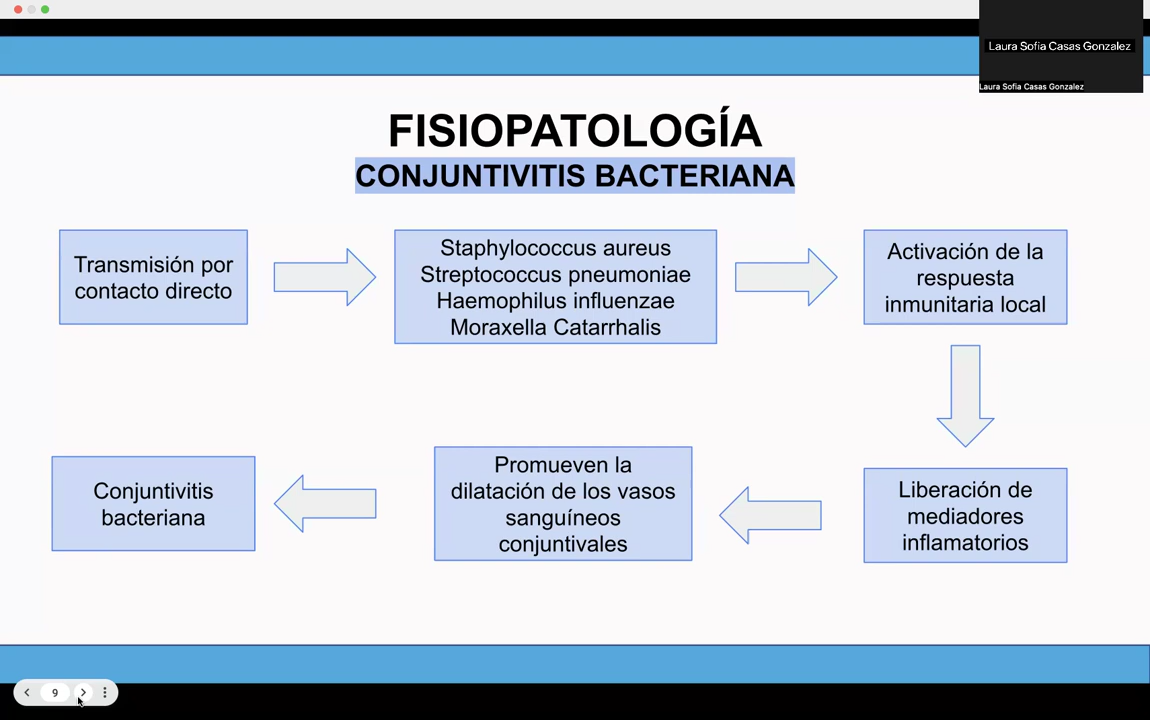 Laura Sofia Casas Gonzalez
Laura Sofia Casas Gonzalez
FISIOPATOLOGÍA
CONJUNTIVITIS BACTERIANA
Transmisión por
contacto directo
Staphylococcus aureus
Streptococcus pneumoniae
Haemophilus influenzae
Moraxella Catarrhalis
Activación de la
respuesta
inmunitaria local
Liberación de
mediadores
inflamatorios
Promueven la
dilatación de los vasos
sanguíneos
conjuntivales
Conjuntivitis
bacteriana
9